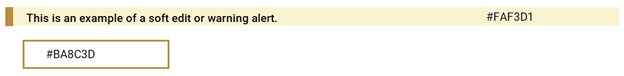 This is an example of a soft edit or warning alert. #FAF3D1
#BA8C3D